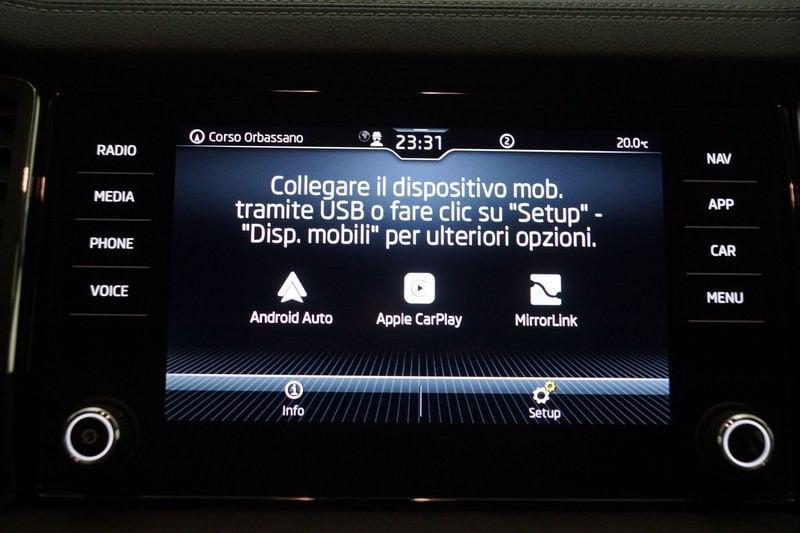 Corso Orbassano 23:31 2 20.0°C
RADIO
MEDIA
PHONE
VOICE
Collegare il dispositivo mob.
tramite USB o fare clic su "Setup" -
"Disp. mobili" per ulteriori opzioni.
Android Auto Apple CarPlay MirrorLink
Info Setup
NAV
APP
CAR
MENU